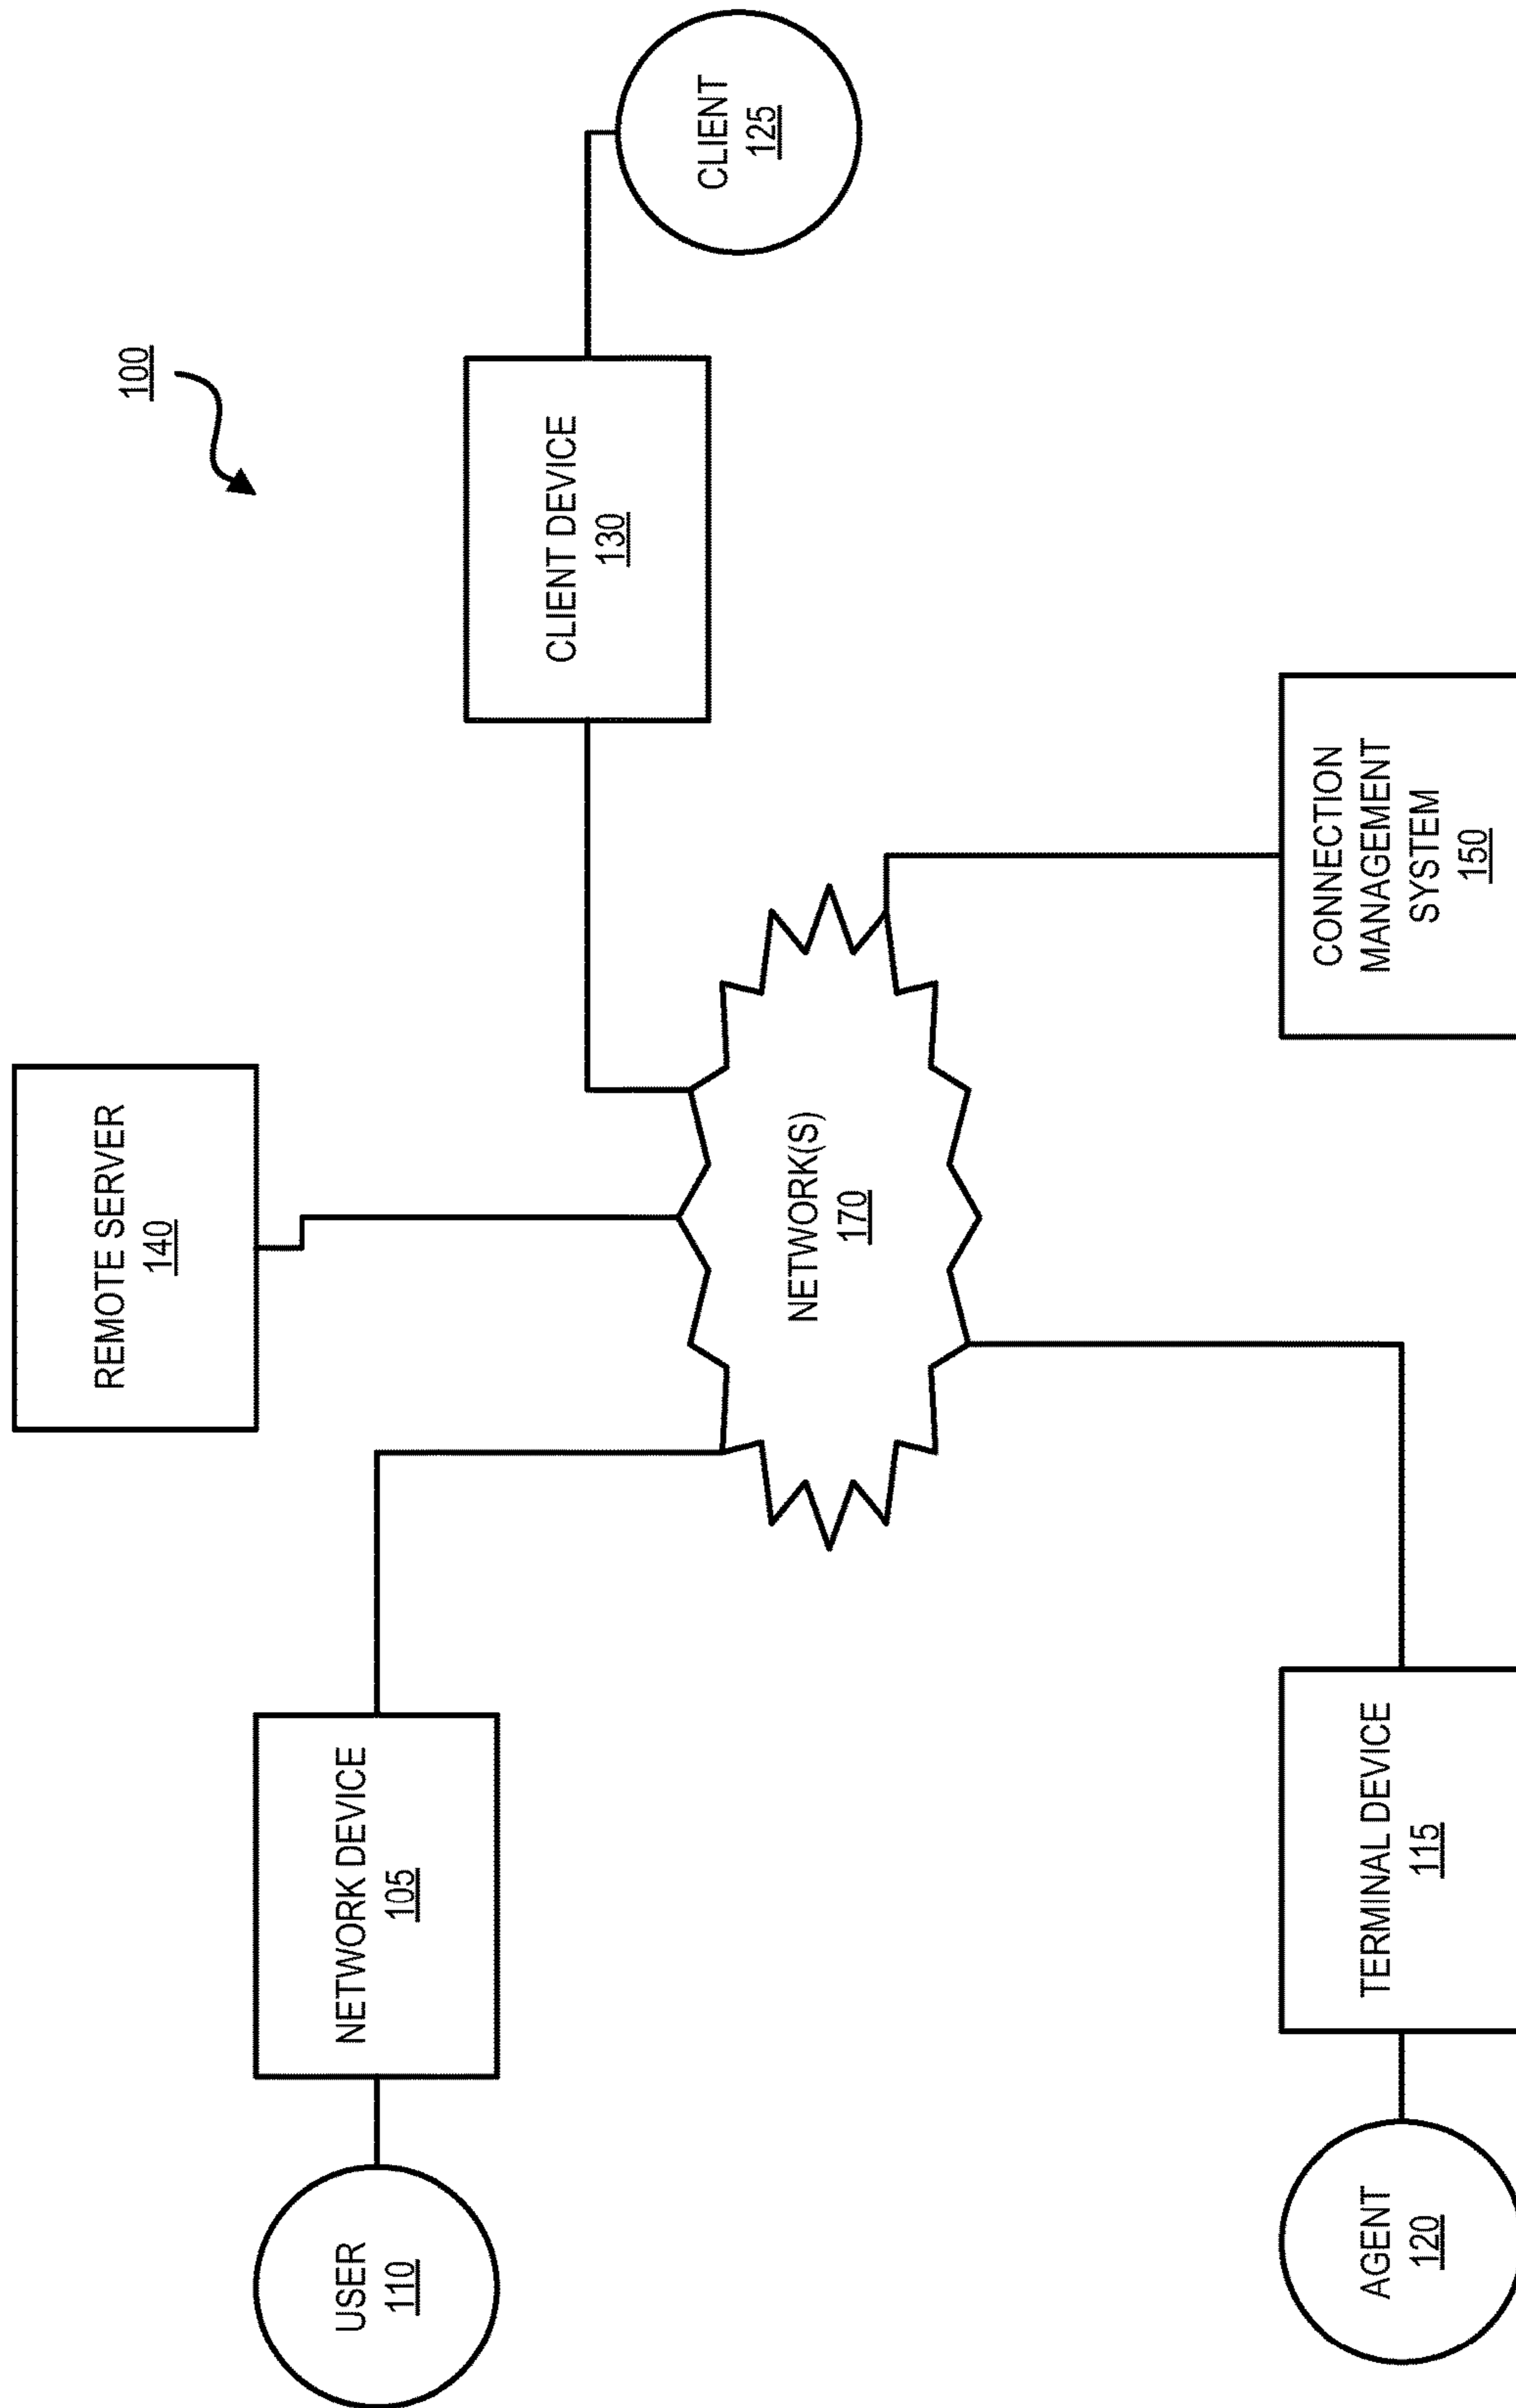 100
REMOTE SERVER
140
CLIENT DEVICE
130
CLIENT
125
NETWORK DEVICE
105
USER
110
NETWORK(S)
170
AGENT
120
TERMINAL DEVICE
115
CONNECTION
MANAGEMENT
SYSTEM
150